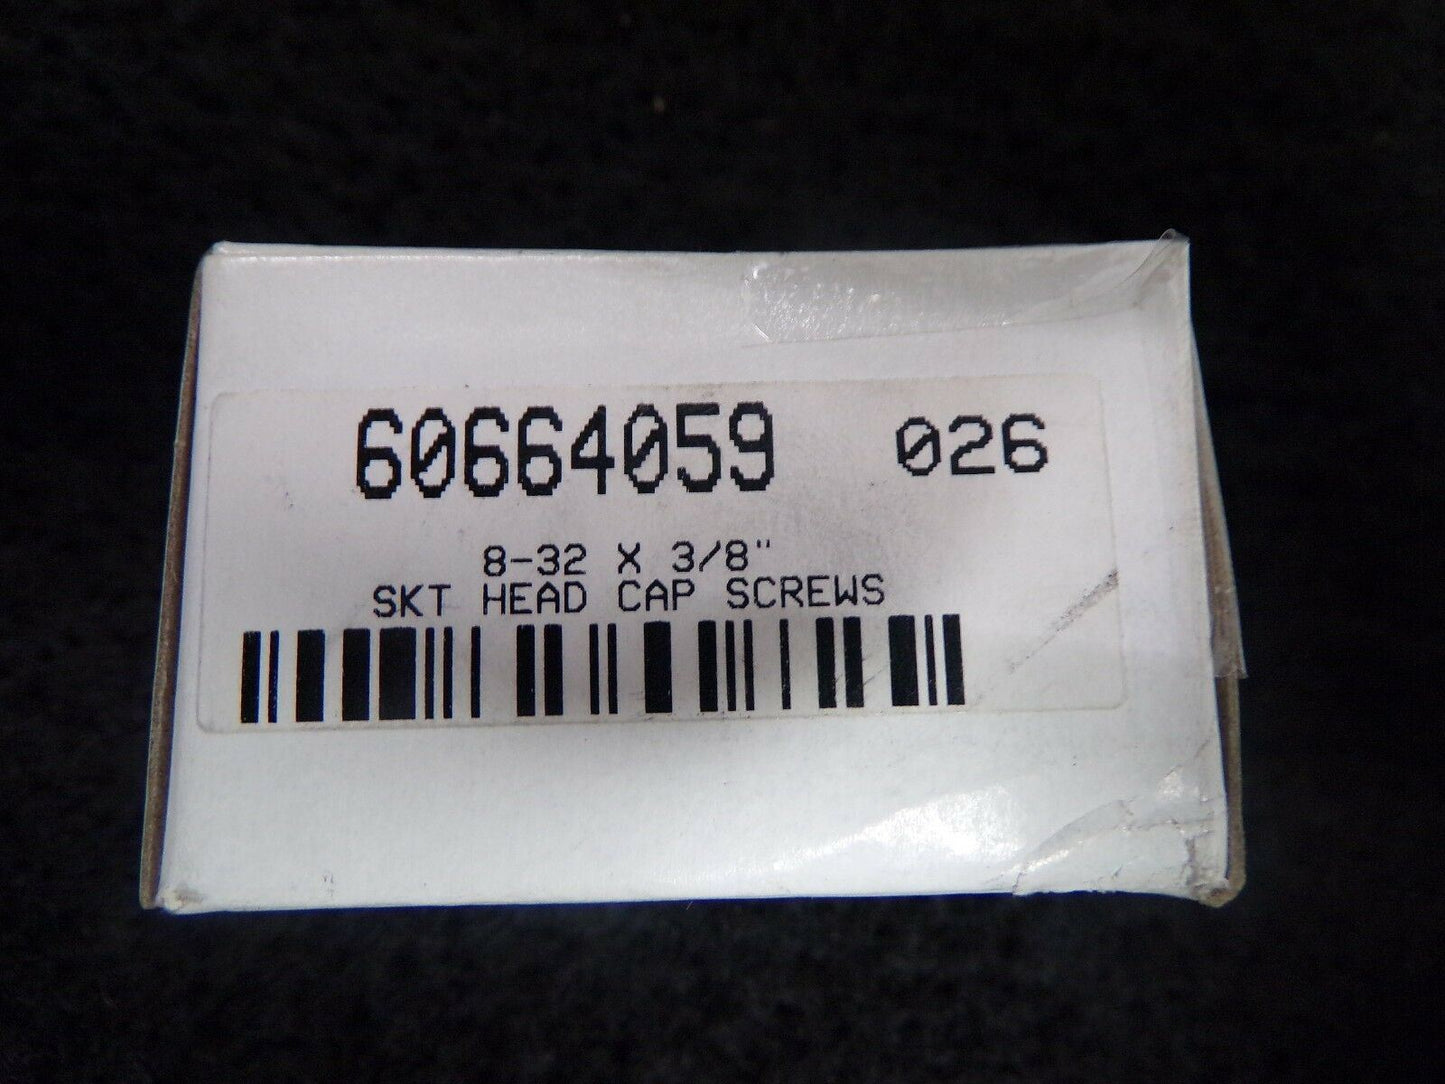 60664059 026
8-32 X 3/8"
SKT HEAD CAP SCREWS